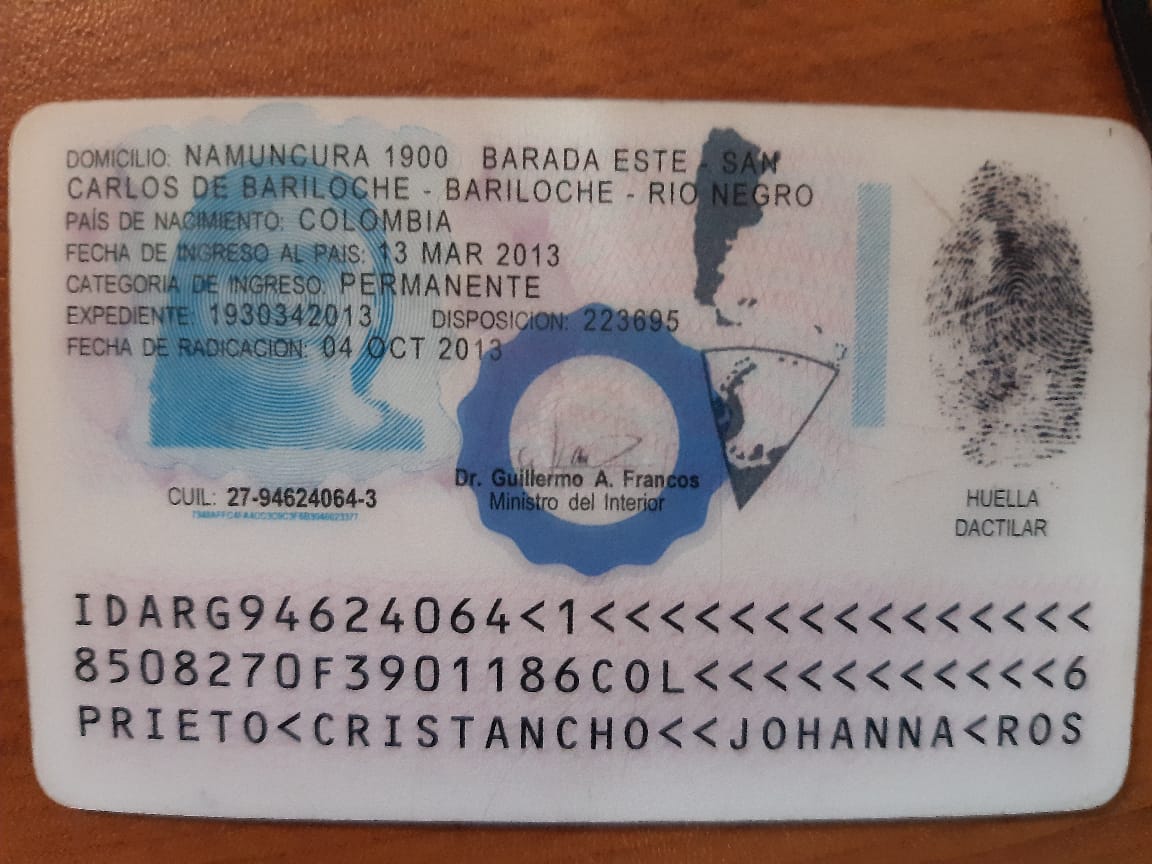 DOMICILIO: NAMUNCURA 1900 BARADA ESTE - SAN
CARLOS DE BARILOCHE - BARILOCHE - RIO NEGRO
PAÍS DE NACIMIENTO: COLOMBIA
FECHA DE INGRESO AL PAIS: 13 MAR 2013
CATEGORIA DE INGRESO: PERMANENTE
EXPEDIENTE: 1930342013 DISPOSICION: 223695
FECHA DE RADICACION: 04 OCT 2013
Dr. Guillermo A. Francos
Ministro del Interior
CUIL: 27-94624064-3
HUELLA
DACTILAR
IDARG94624064<1<<<<<<<<<<<<<<<
8508270F3901186COL<<<<<<<<<<<6
PRIETO<CRISTANCHO<<JOHANNA<ROS